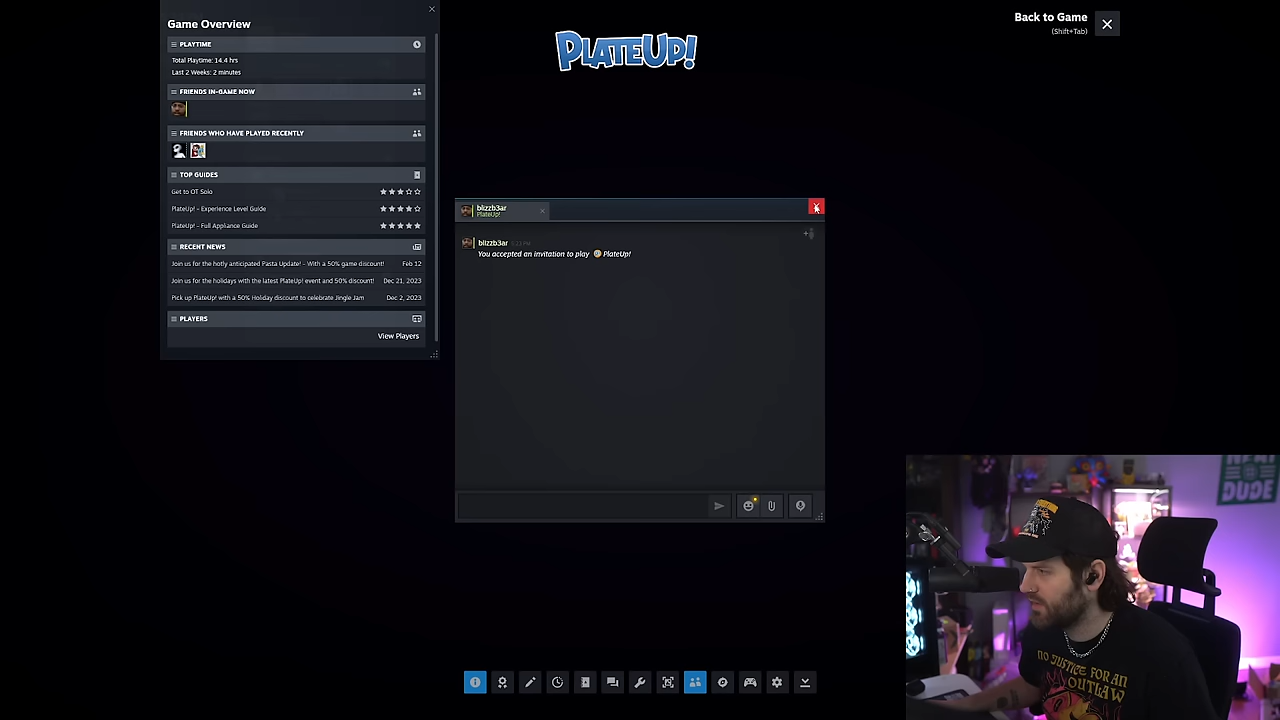 Game Overview
PLAYTIME
Total Playtime: 14.4 hrs
Last 2 Weeks: 2 minutes
FRIENDS IN-GAME NOW
FRIENDS WHO HAVE PLAYED RECENTLY
TOP GUIDES
Get to OT Solo
PlateUp! - Experience Level Guide
PlateUp! - Full Appliance Guide
RECENT NEWS
Join us for the hotly anticipated Pasta Update! - With a 50% game discount! Feb 12
Join us for the holidays with the latest PlateUp! event and 50% discount! Dec 21, 2023
Pick up PlateUp! with a 50% Holiday discount to celebrate Jingle Jam Dec 2, 2023
PLAYERS
View Players
PLATEUP!
Back to Game
(Shift+Tab)
blizzb3ar
PlateUp!
blizzb3ar
You accepted an invitation to play PlateUp!
DUDE
NO JUSTICE FOR AN
OUTLAW